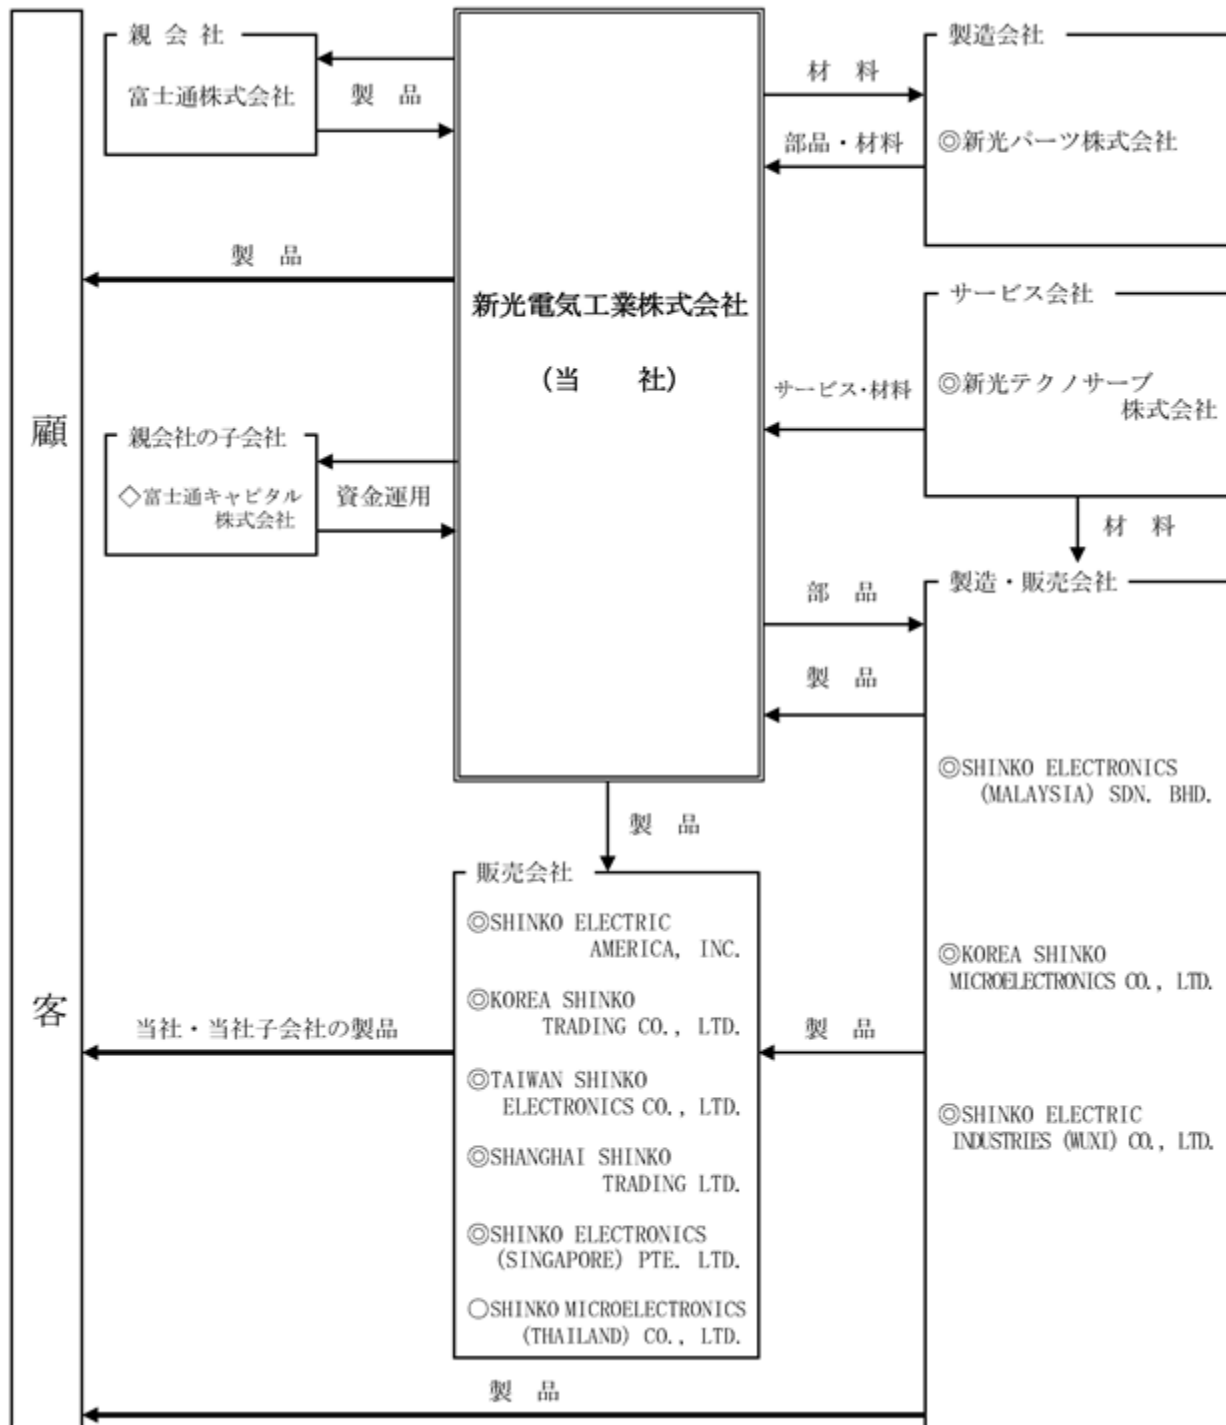 親 会 社
富士通株式会社
製 品
製 品
顧
客
新光電気工業株式会社
(当 社)
親会社の子会社
◇富士通キャピタル
株式会社
資金運用
材 料
部品・材料
製造会社
◎新光パーツ株式会社
サービス・材料
サービス会社
◎新光テクノサーブ
株式会社
材 料
部 品
製 品
製造・販売会社
◎SHINKO ELECTRONICS
(MALAYSIA) SDN. BHD.
◎KOREA SHINKO
MICROELECTRONICS CO., LTD.
◎SHINKO ELECTRIC
INDUSTRIES (WUXI) CO., LTD.
製 品
販売会社
◎SHINKO ELECTRIC
AMERICA, INC.
◎KOREA SHINKO
TRADING CO., LTD.
◎TAIWAN SHINKO
ELECTRONICS CO., LTD.
◎SHANGHAI SHINKO
TRADING LTD.
◎SHINKO ELECTRONICS
(SINGAPORE) PTE. LTD.
○SHINKO MICROELECTRONICS
(THAILAND) CO., LTD.
当社・当社子会社の製品
製 品
製 品